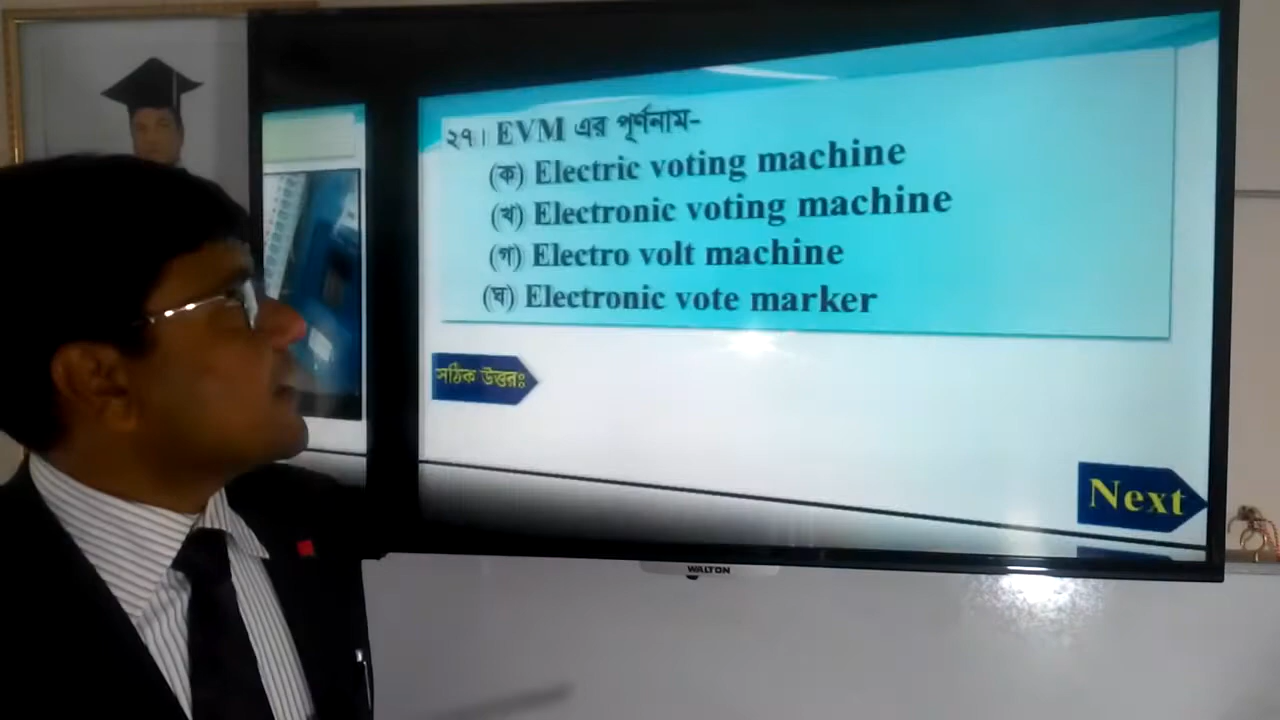 ২৭। EVM এর পূর্ণনাম-
(ক) Electric voting machine
(খ) Electronic voting machine
(গ) Electro volt machine
(ঘ) Electronic vote marker
সঠিক উত্তরঃ
Next
WALTON